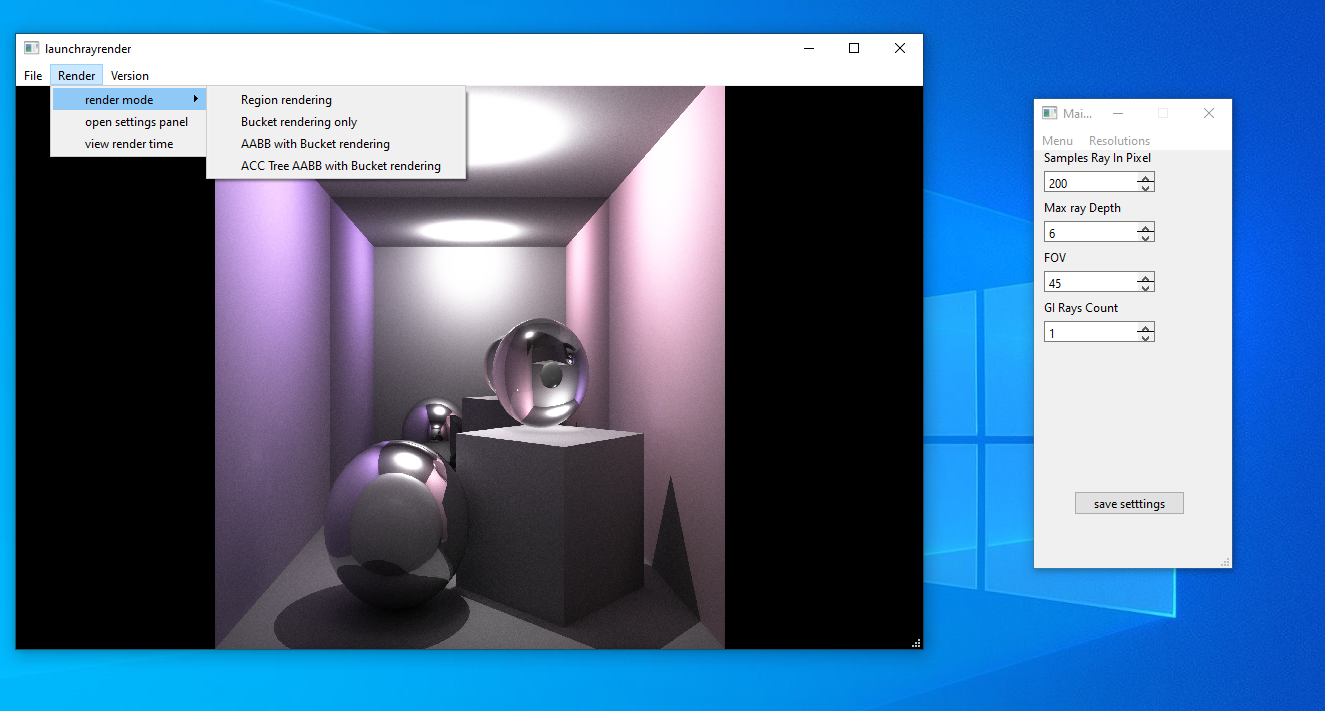 launchrayrender
File Render Version
render mode
open settings panel
view render time
Region rendering
Bucket rendering only
AABB with Bucket rendering
ACC Tree AABB with Bucket rendering
Mai...
Menu Resolutions
Samples Ray In Pixel
200
Max ray Depth
6
FOV
45
GI Rays Count
1
save setttings